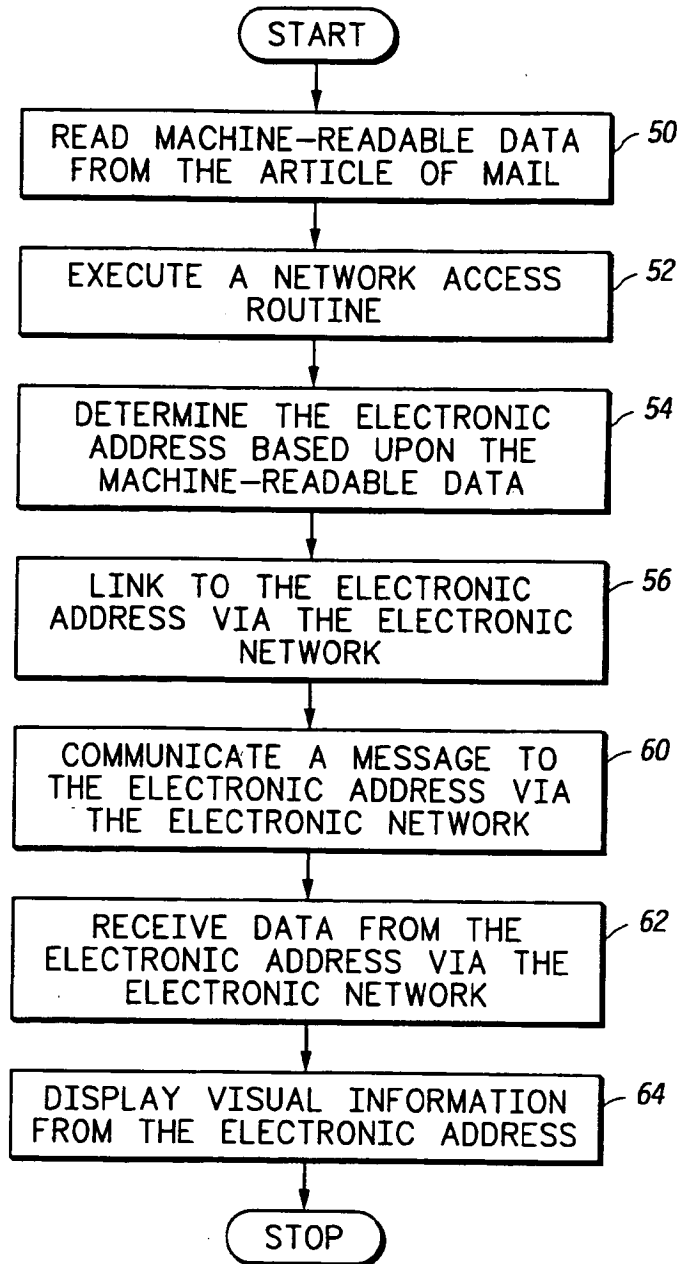 START
READ MACHINE-READABLE DATA
FROM THE ARTICLE OF MAIL
50
EXECUTE A NETWORK ACCESS
ROUTINE
52
DETERMINE THE ELECTRONIC
ADDRESS BASED UPON THE
MACHINE-READABLE DATA
54
LINK TO THE ELECTRONIC
ADDRESS VIA THE ELECTRONIC
NETWORK
56
COMMUNICATE A MESSAGE TO
THE ELECTRONIC ADDRESS VIA
THE ELECTRONIC NETWORK
60
RECEIVE DATA FROM THE
ELECTRONIC ADDRESS VIA THE
ELECTRONIC NETWORK
62
DISPLAY VISUAL INFORMATION
FROM THE ELECTRONIC ADDRESS
64
STOP